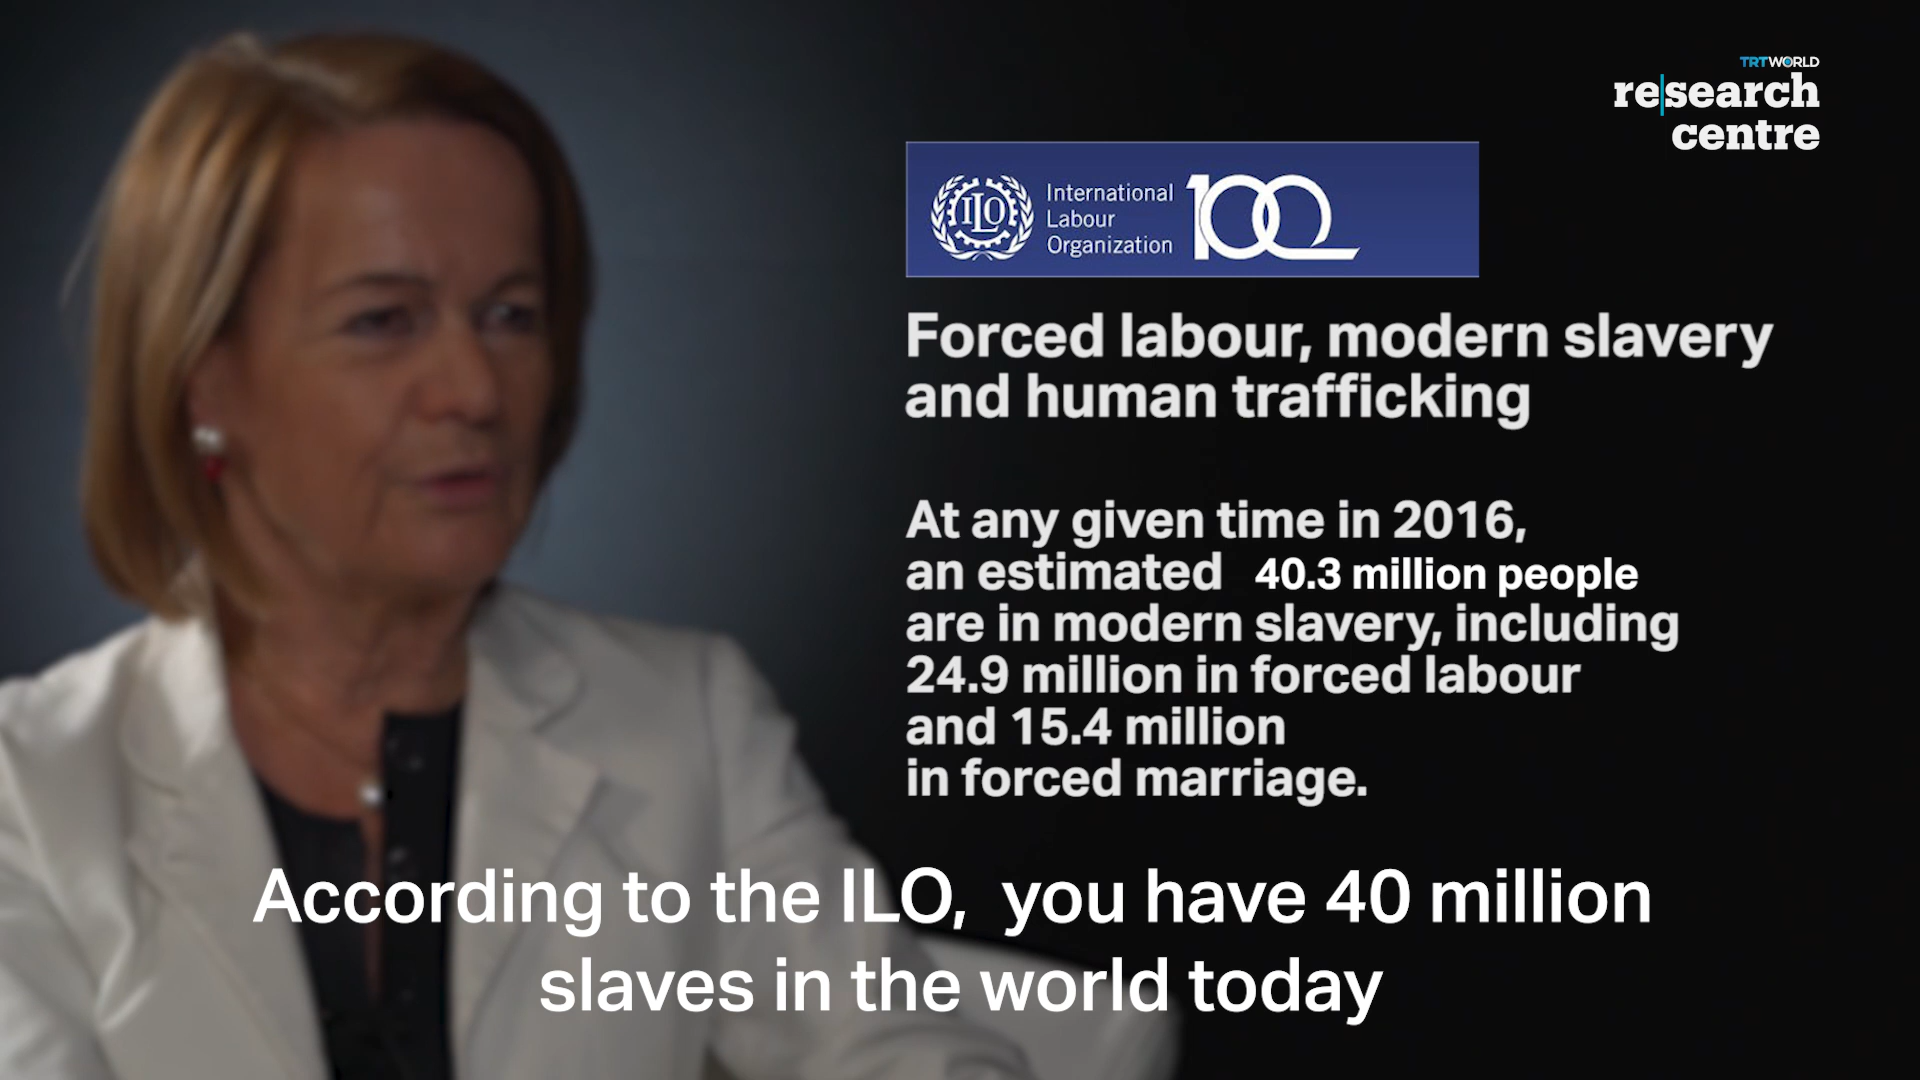 TRTWORLD
re|search
centre
ILO
International
Labour
Organization
100
Forced labour, modern slavery
and human trafficking
At any given time in 2016,
an estimated 40.3 million people
are in modern slavery, including
24.9 million in forced labour
and 15.4 million
in forced marriage.
According to the ILO, you have 40 million
slaves in the world today